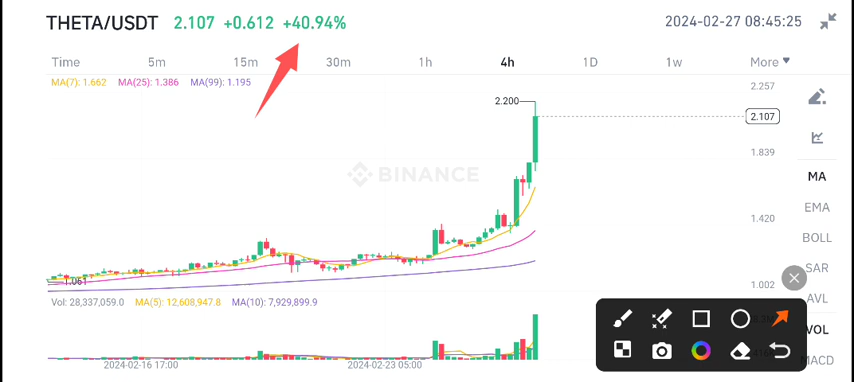 THETA/USDT 2.107 +0.612 +40.94% 2024-02-27 08:45:25
Time 5m 15m 30m 1h 4h 1D 1w More
MA(7): 1.662 MA(25): 1.386 MA(99): 1.195
2.257
2.200
2.107
1.839
BINANCE
MA
EMA
1.420
BOLL
SAR
1.061
1.002
AVL
Vol: 28,337,059.0 MA(5): 12,608,947.8 MA(10): 7,929,899.9
VOL
MACD
2024-02-16 17:00 2024-02-23 05:00